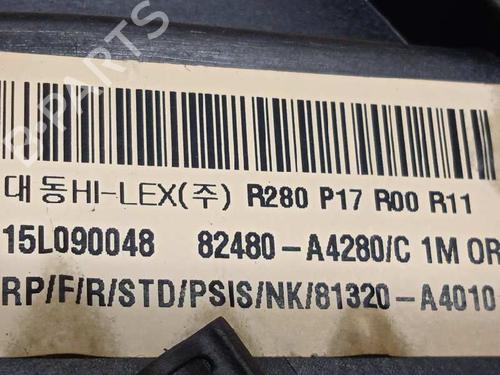 B-PARTS
대동HI-LEX(주) R280 P17 R00 R11
15L090048 82480-A4280/C 1M OR
RP/F/R/STD/PSIS/NK/81320-A4010